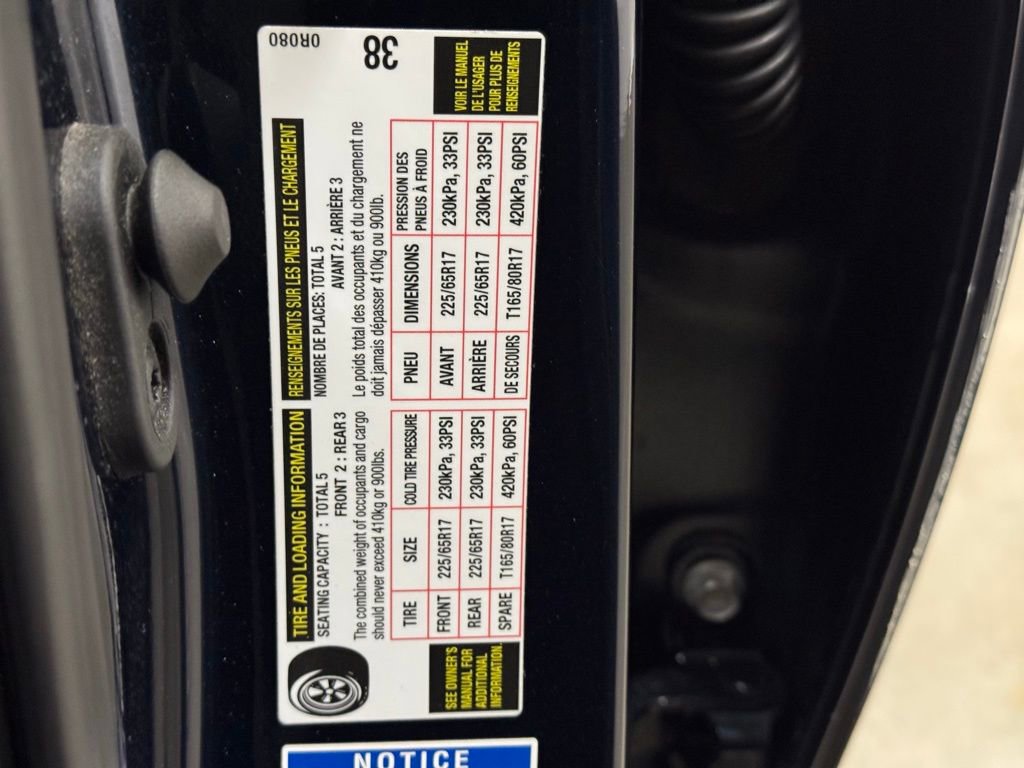 TIRE AND LOADING INFORMATION
SEATING CAPACITY : TOTAL 5
FRONT 2 : REAR 3
The combined weight of occupants and cargo
should never exceed 410kg or 900lbs.
TIRE SIZE COLD TIRE PRESSURE
FRONT 225/65R17 230kPa, 33PSI
REAR 225/65R17 230kPa, 33PSI
SPARE T165/80R17 420kPa, 60PSI
SEE OWNER'S
MANUAL FOR
ADDITIONAL
INFORMATION.
RENSEIGNEMENTS SUR LES PNEUS ET LE CHARGEMENT
NOMBRE DE PLACES: TOTAL 5
AVANT 2 : ARRIÈRE 3
Le poids total des occupants et du chargement ne
doit jamais dépasser 410kg ou 900lb.
PNEU DIMENSIONS PRESSION DES
PNEUS À FROID
AVANT 225/65R17 230kPa, 33PSI
ARRIÈRE 225/65R17 230kPa, 33PSI
DE SECOURS T165/80R17 420kPa, 60PSI
0R080
38
VOIR LE MANUEL
DE L'USAGER
POUR PLUS DE
RENSEIGNEMENTS
NOTICE